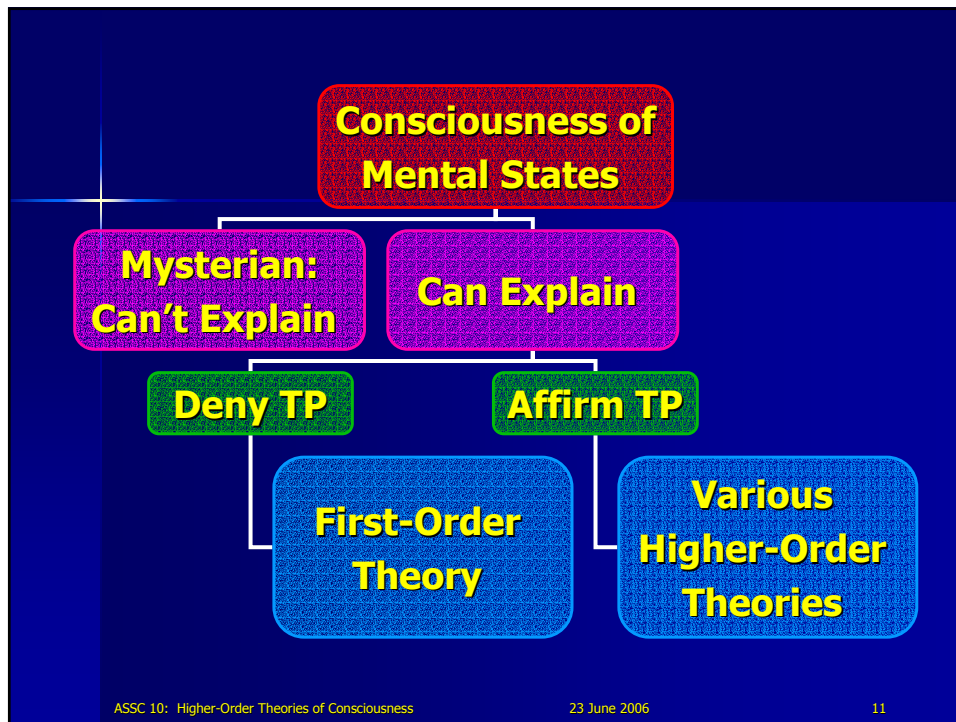 Consciousness of
Mental States
Mysterian:
Can't Explain
Can Explain
Deny TP
Affirm TP
First-Order
Theory
Various
Higher-Order
Theories
ASSC 10: Higher-Order Theories of Consciousness 23 June 2006 11